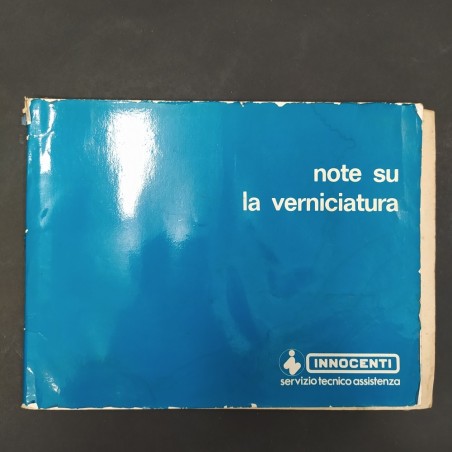 note su
la verniciatura
INNOCENTI
servizio tecnico assistenza